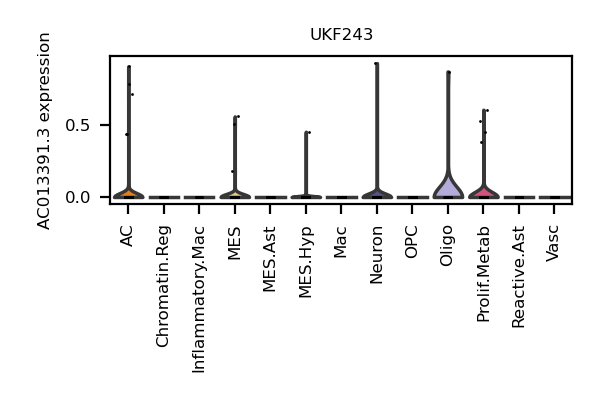 UKF243
AC013391.3 expression
0.5
0.0
AC
Chromatin.Reg
Inflammatory.Mac
MES
MES.Ast
MES.Hyp
Mac
Neuron
OPC
Oligo
Prolif.Metab
Reactive.Ast
Vasc